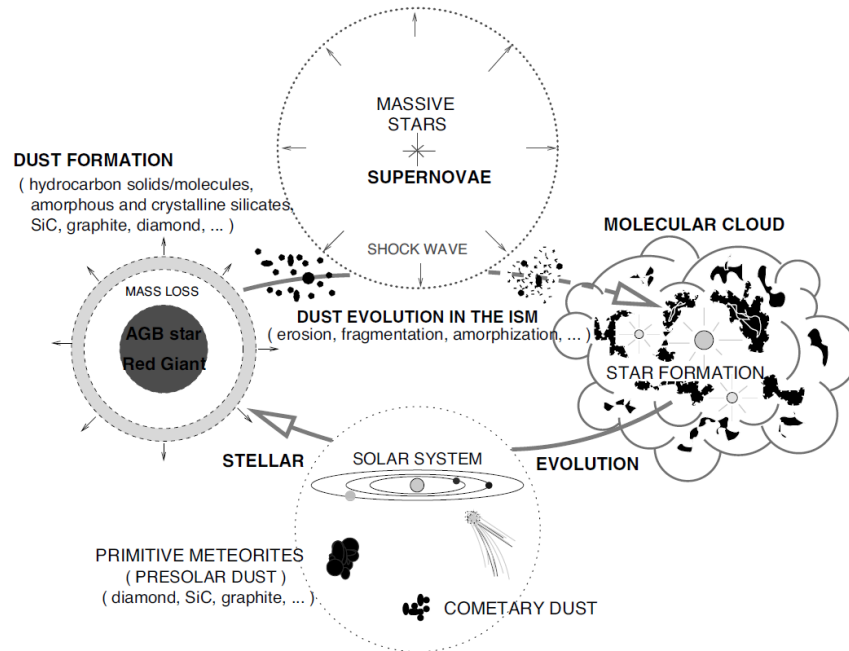 MASSIVE
STARS
SUPERNOVAE
SHOCK WAVE
DUST FORMATION
( hydrocarbon solids/molecules,
amorphous and crystalline silicates,
SiC, graphite, diamond, ... )
MASS LOSS
AGB star
Red Giant
DUST EVOLUTION IN THE ISM
( erosion, fragmentation, amorphization, ... )
MOLECULAR CLOUD
STAR FORMATION
STELLAR
EVOLUTION
SOLAR SYSTEM
PRIMITIVE METEORITES
( PRESOLAR DUST )
(diamond, SiC, graphite, ... )
COMETARY DUST